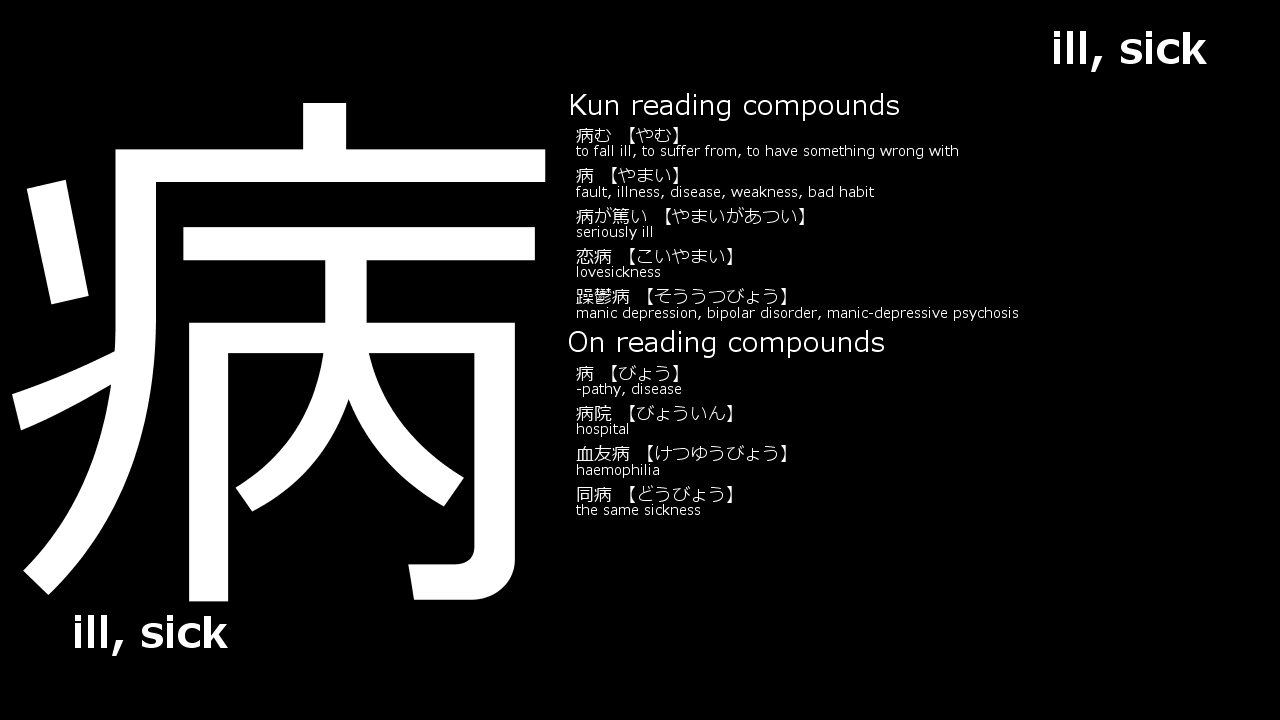 ill, sick
病
ill, sick
Kun reading compounds
病む 【やむ】
to fall ill, to suffer from, to have something wrong with
病 【やまい】
fault, illness, disease, weakness, bad habit
病が篤い 【やまいがあつい】
seriously ill
恋病 【こいやまい】
lovesickness
躁鬱病 【そううつびょう】
manic depression, bipolar disorder, manic-depressive psychosis
On reading compounds
病 【びょう】
-pathy, disease
病院 【びょういん】
hospital
血友病 【けつゆうびょう】
haemophilia
同病 【どうびょう】
the same sickness